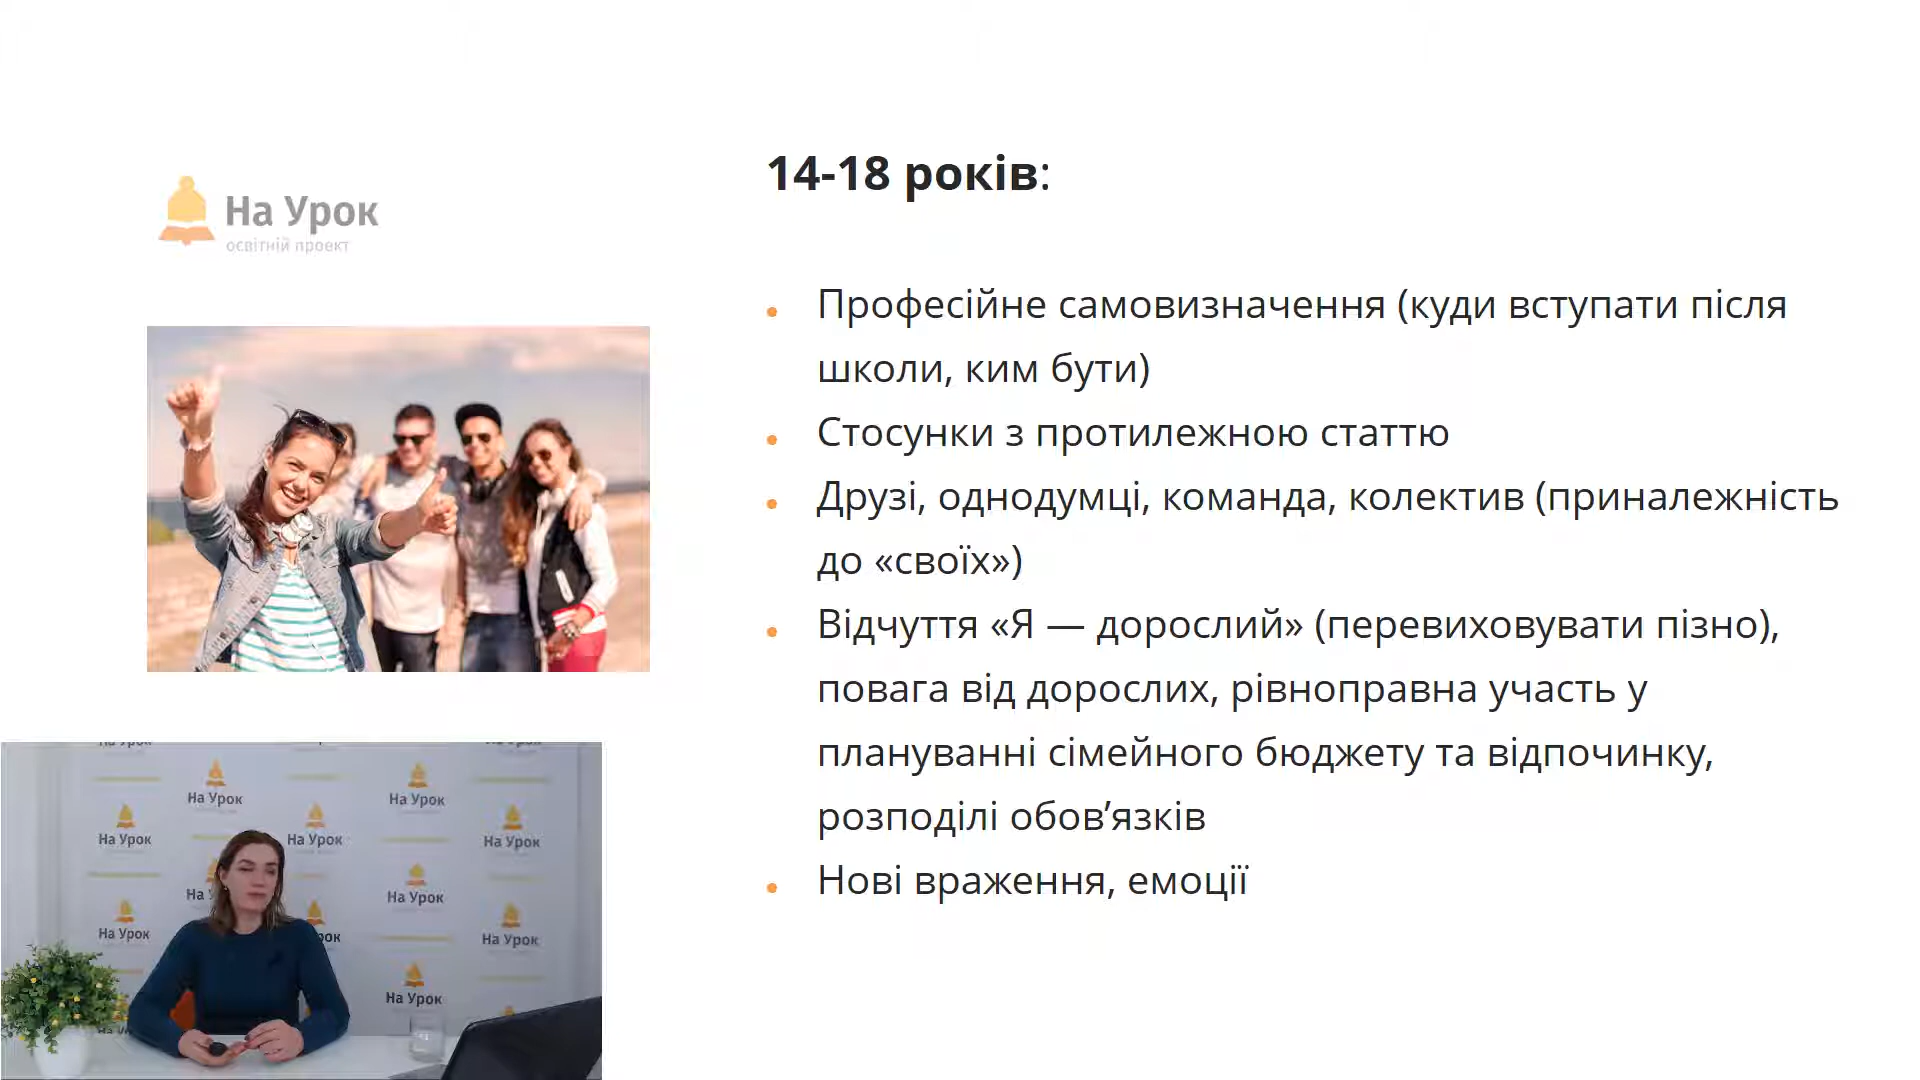 14-18 років:
На Урок
освітній проект
Професійне самовизначення (куди вступати після
школи, ким бути)
Стосунки з протилежною статтю
Друзі, однодумці, команда, колектив (приналежність
до «своїх»)
Відчуття «Я — дорослий» (перевиховувати пізно),
повага від дорослих, рівноправна участь у
плануванні сімейного бюджету та відпочинку,
розподілі обов’язків
Нові враження, емоції
На Урок
На Урок
На Урок
На Урок
На Урок
На Урок
На Урок
На Урок
На Урок